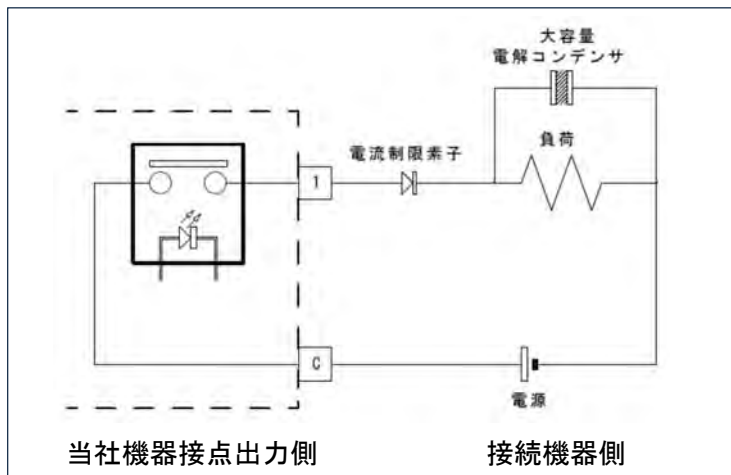 大容量
電解コンデンサ
電流制限素子
負荷
1
C
電源
当社機器接点出力側
接続機器側